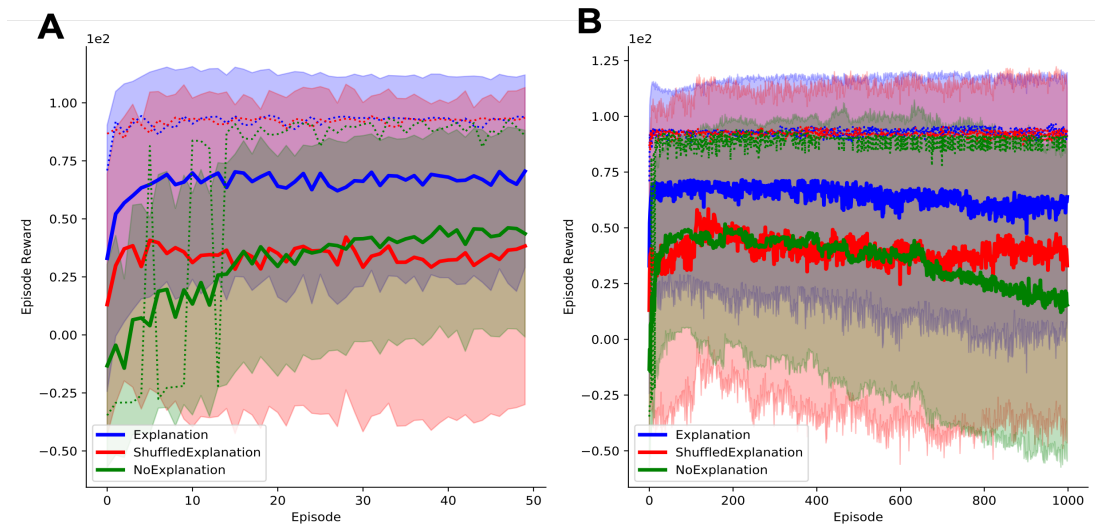 A
B
1e2
1.00
0.75
0.50
0.25
0.00
−0.25
−0.50
Episode Reward
Explanation
ShuffledExplanation
NoExplanation
0 10 20 30 40 50
Episode
1e2
1.25
1.00
0.75
0.50
0.25
0.00
−0.25
−0.50
Episode Reward
Explanation
ShuffledExplanation
NoExplanation
0 200 400 600 800 1000
Episode